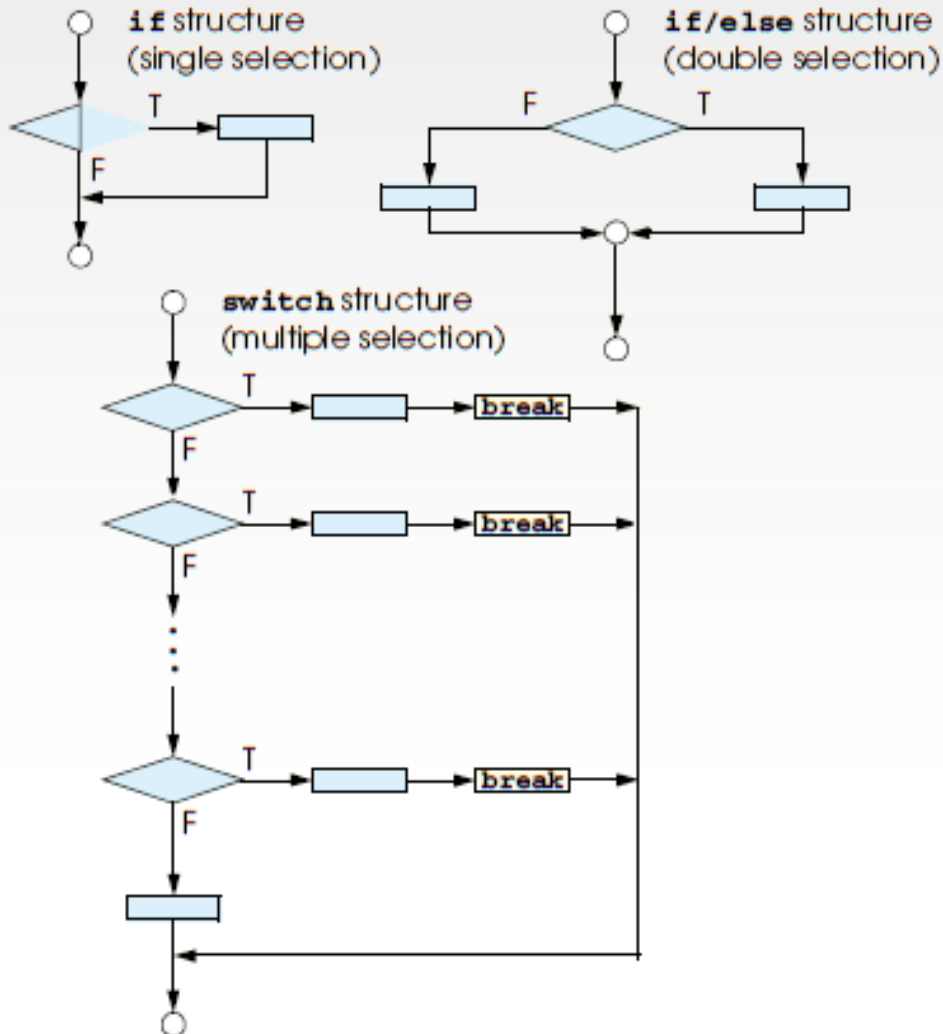 if structure
(single selection)
T
F
if/else structure
(double selection)
F
T
switch structure
(multiple selection)
T
break
F
T
break
F
T
break
F